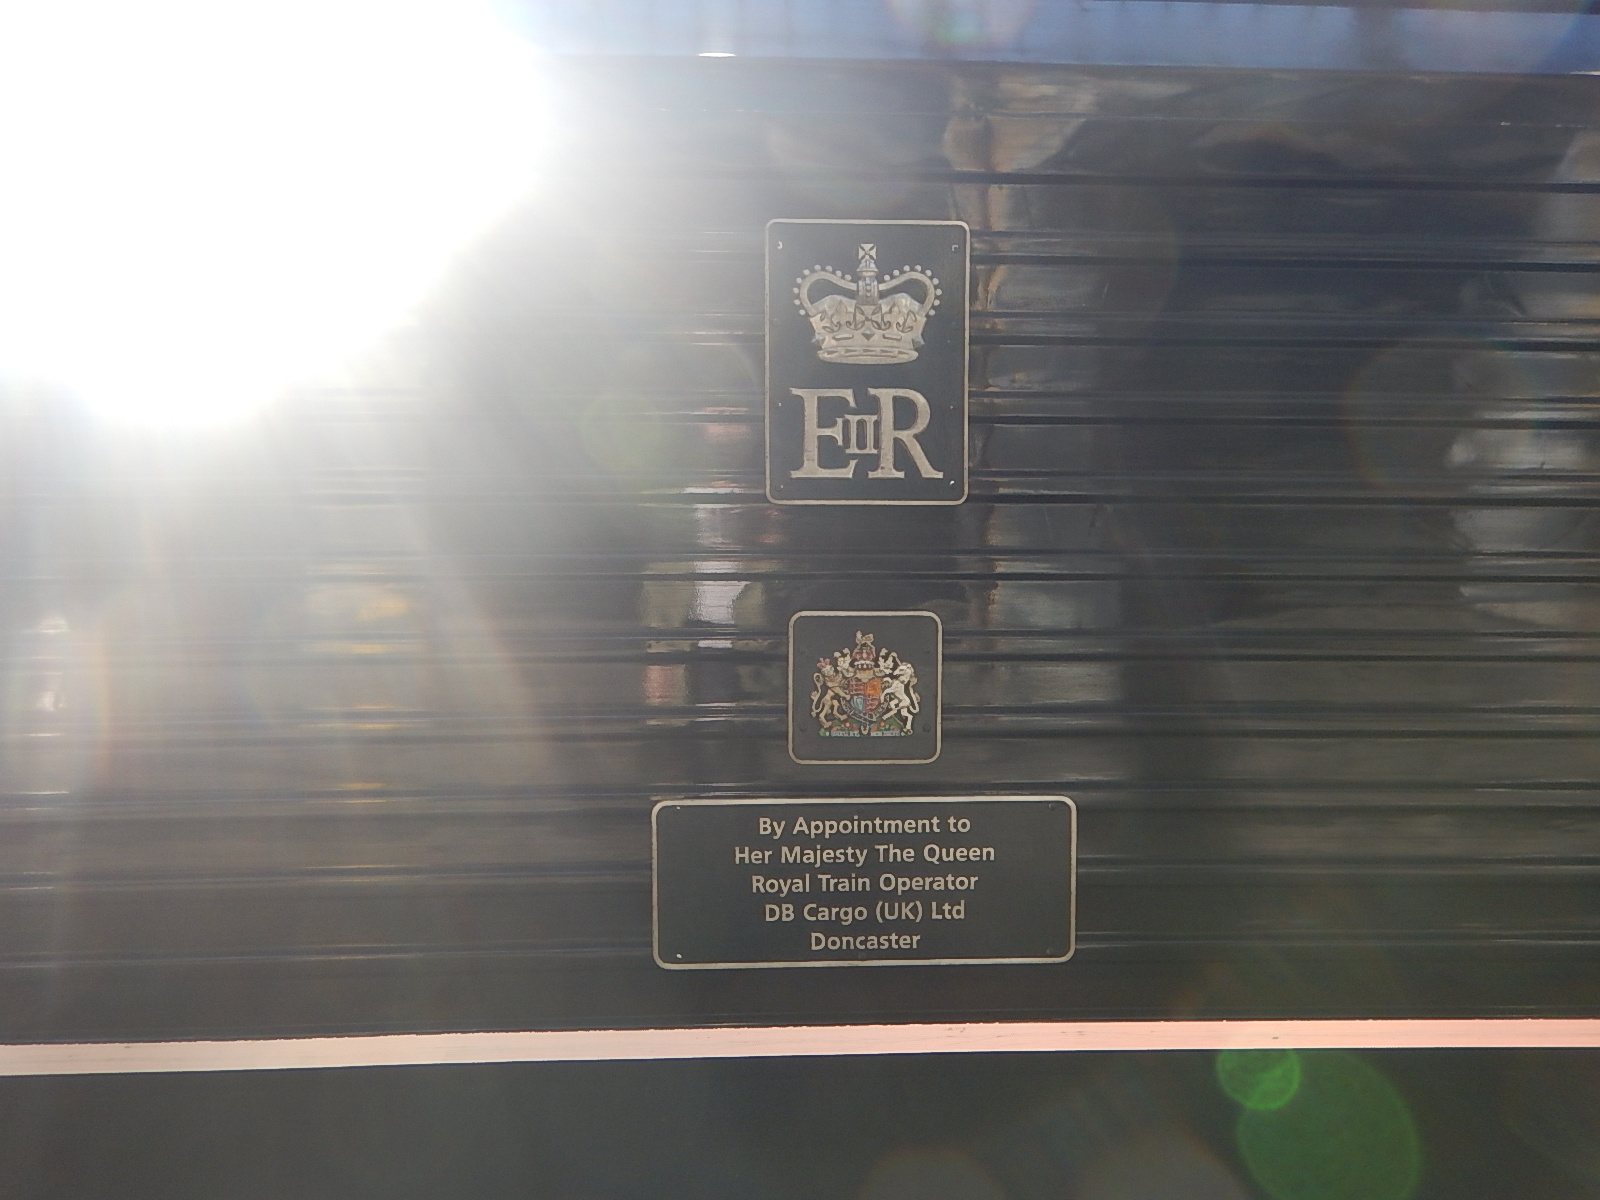 EIIR
By Appointment to
Her Majesty The Queen
Royal Train Operator
DB Cargo (UK) Ltd
Doncaster